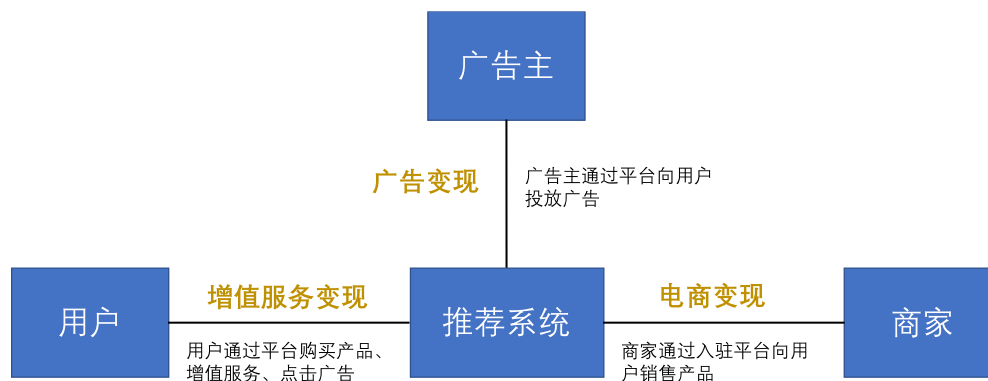 广告主
广告变现
广告主通过平台向用户
投放广告
用户
增值服务变现
用户通过平台购买产品、
增值服务、点击广告
推荐系统
电商变现
商家通过入驻平台向用
户销售产品
商家